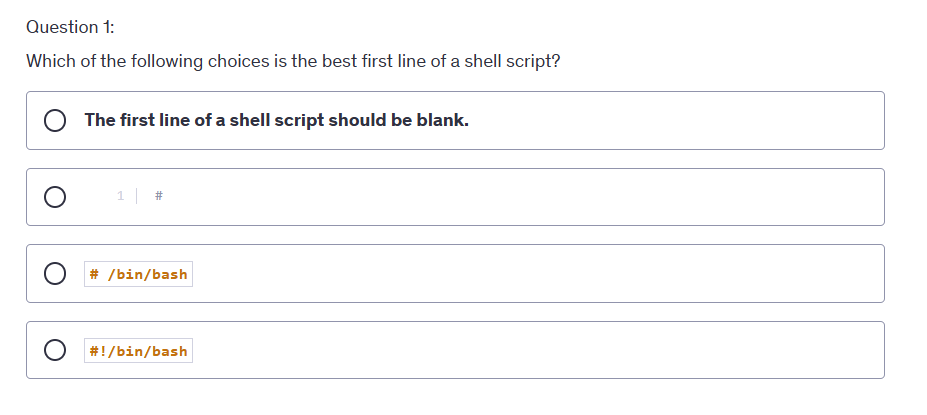 Question 1:
Which of the following choices is the best first line of a shell script?
The first line of a shell script should be blank.
1 #
# /bin/bash
#!/bin/bash